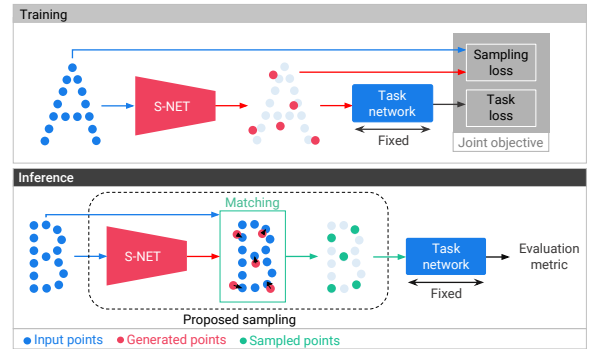 Training
S-NET
Task
network
Fixed
Sampling
loss
Task
loss
Joint objective
Inference
Matching
S-NET
Proposed sampling
Task
network
Fixed
Evaluation
metric
Input points
Generated points
Sampled points